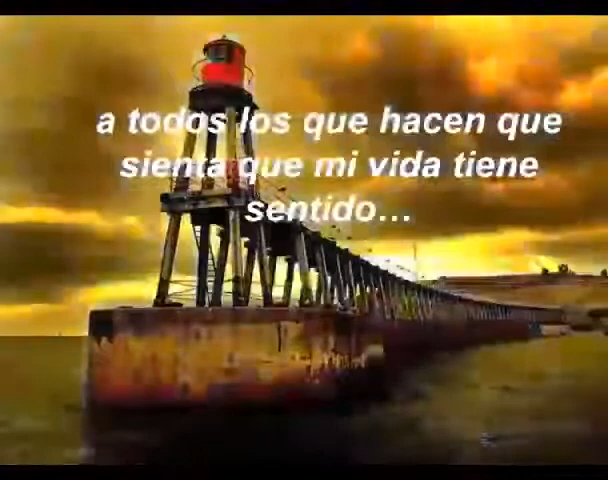 a todos los que hacen que
sienta que mi vida tiene
sentido...